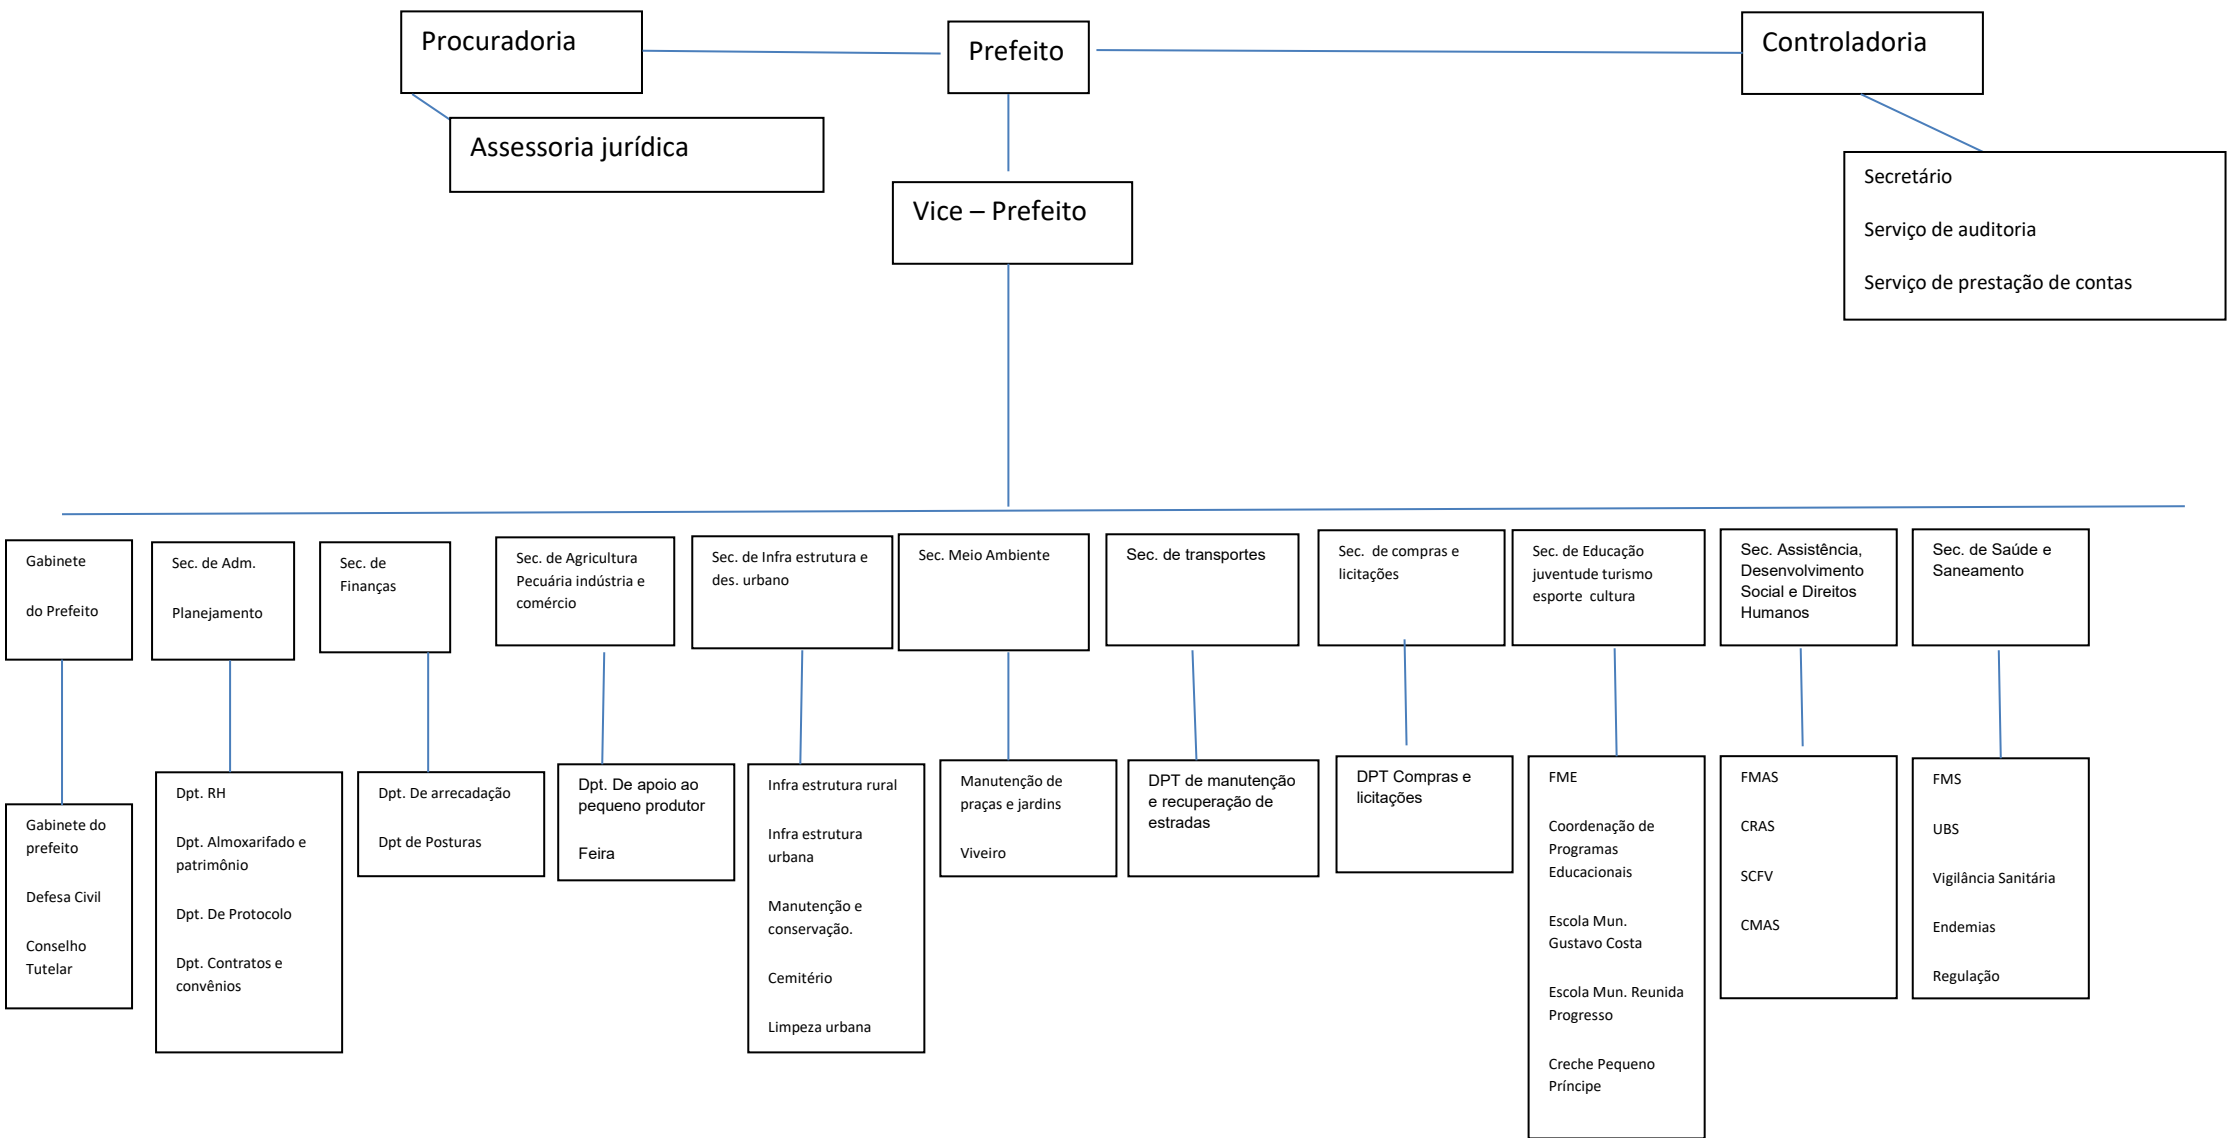 Procuradoria
Prefeito
Controladoria
Assessoria jurídica
Vice – Prefeito
Secretário
Serviço de auditoria
Serviço de prestação de contas
Gabinete
do Prefeito
Sec. de Adm.
Planejamento
Sec. de
Finanças
Sec. de Agricultura
Pecuária indústria e
comércio
Sec. de Infra estrutura e
des. urbano
Sec. Meio Ambiente
Sec. de transportes
Sec. de compras e
licitações
Sec. de Educação
juventude turismo
esporte cultura
Sec. Assistência,
Desenvolvimento
Social e Direitos
Humanos
Sec. de Saúde e
Saneamento
Gabinete do
prefeito
Defesa Civil
Conselho
Tutelar
Dpt. RH
Dpt. Almoxarifado e
patrimônio
Dpt. De Protocolo
Dpt. Contratos e
convênios
Dpt. De arrecadação
Dpt de Posturas
Dpt. De apoio ao
pequeno produtor
Feira
Infra estrutura rural
Infra estrutura
urbana
Manutenção e
conservação.
Cemitério
Limpeza urbana
Manutenção de
praças e jardins
Viveiro
DPT de manutenção
e recuperação de
estradas
DPT Compras e
licitações
FME
Coordenação de
Programas
Educacionais
Escola Mun.
Gustavo Costa
Escola Mun. Reunida
Progresso
Creche Pequeno
Príncipe
FMAS
CRAS
SCFV
CMAS
FMS
UBS
Vigilância Sanitária
Endemias
Regulação